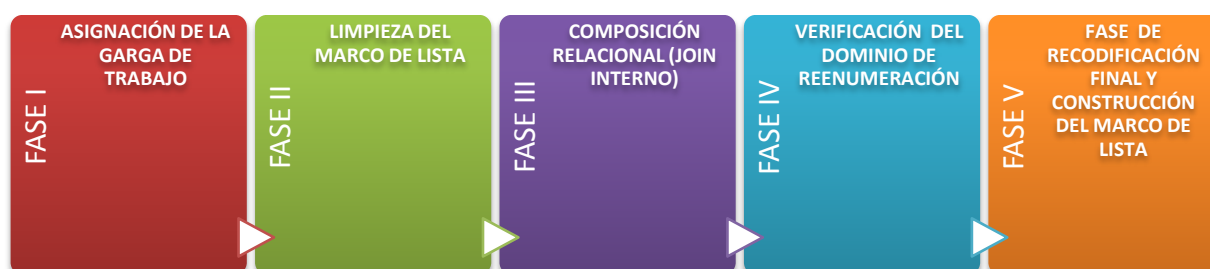 FASE I
ASIGNACIÓN DE LA
GARGA DE
TRABAJO
FASE II
LIMPIEZA DEL
MARCO DE LISTA
FASE III
COMPOSICIÓN
RELACIONAL (JOIN
INTERNO)
FASE IV
VERIFICACIÓN DEL
DOMINIO DE
REENUMERACIÓN
FASE V
FASE DE
RECODIFICACIÓN
FINAL Y
CONSTRUCCIÓN
DEL MARCO DE
LISTA